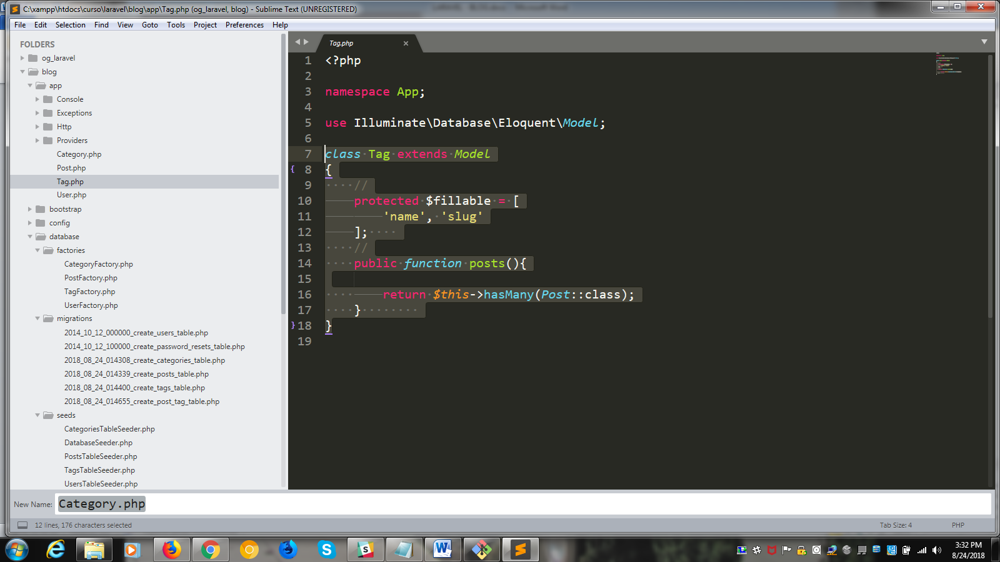 C:\xampp\htdocs\curso\laravel\blog\app\Tag.php (og_laravel, blog) - Sublime Text (UNREGISTERED)
File Edit Selection Find View Goto Tools Project Preferences Help
FOLDERS
og_laravel
blog
app
Console
Exceptions
Http
Providers
Category.php
Post.php
Tag.php
User.php
bootstrap
config
database
factories
CategoryFactory.php
PostFactory.php
TagFactory.php
UserFactory.php
migrations
2014_10_12_000000_create_users_table.php
2014_10_12_100000_create_password_resets_table.php
2018_08_24_014308_create_categories_table.php
2018_08_24_014339_create_posts_table.php
2018_08_24_014400_create_tags_table.php
2018_08_24_014655_create_post_tag_table.php
seeds
CategoriesTableSeeder.php
DatabaseSeeder.php
PostsTableSeeder.php
TagsTableSeeder.php
UsersTableSeeder.php
Tag.php
1 <?php
2
3 namespace App;
4
5 use Illuminate\Database\Eloquent\Model;
6
7 class Tag extends Model
8 {
9 //
10 protected $fillable = [
11 'name', 'slug'
12 ];
13 //
14 public function posts(){
15
16 return $this->hasMany(Post::class);
17 }
18 }
19
New Name: Category.php
12 lines, 176 characters selected
Tab Size: 4 PHP
3:32 PM
8/24/2018